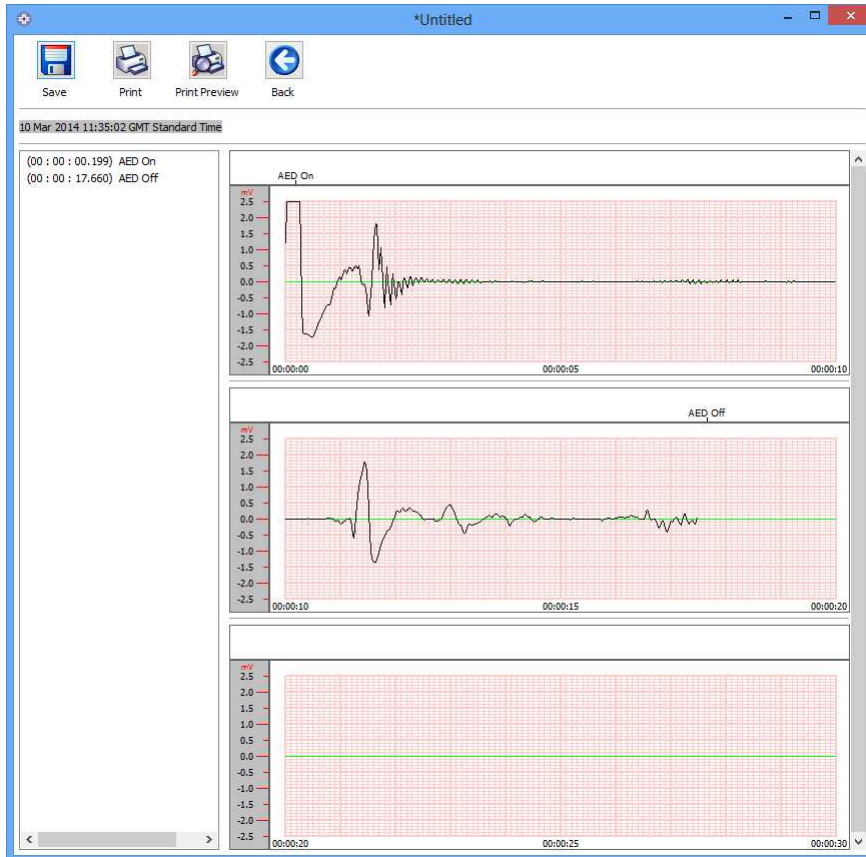 *Untitled
Save Print Print Preview Back
10 Mar 2014 11:35:02 GMT Standard Time
(00 : 00 : 00.199) AED On
(00 : 00 : 17.660) AED Off
AED On
mV
2.5
2.0
1.5
1.0
0.5
0.0
-0.5
-1.0
-1.5
-2.0
-2.5
00:00:00 00:00:05 00:00:10
AED Off
mV
2.5
2.0
1.5
1.0
0.5
0.0
-0.5
-1.0
-1.5
-2.0
-2.5
00:00:10 00:00:15 00:00:20
mV
2.5
2.0
1.5
1.0
0.5
0.0
-0.5
-1.0
-1.5
-2.0
-2.5
00:00:20 00:00:25 00:00:30